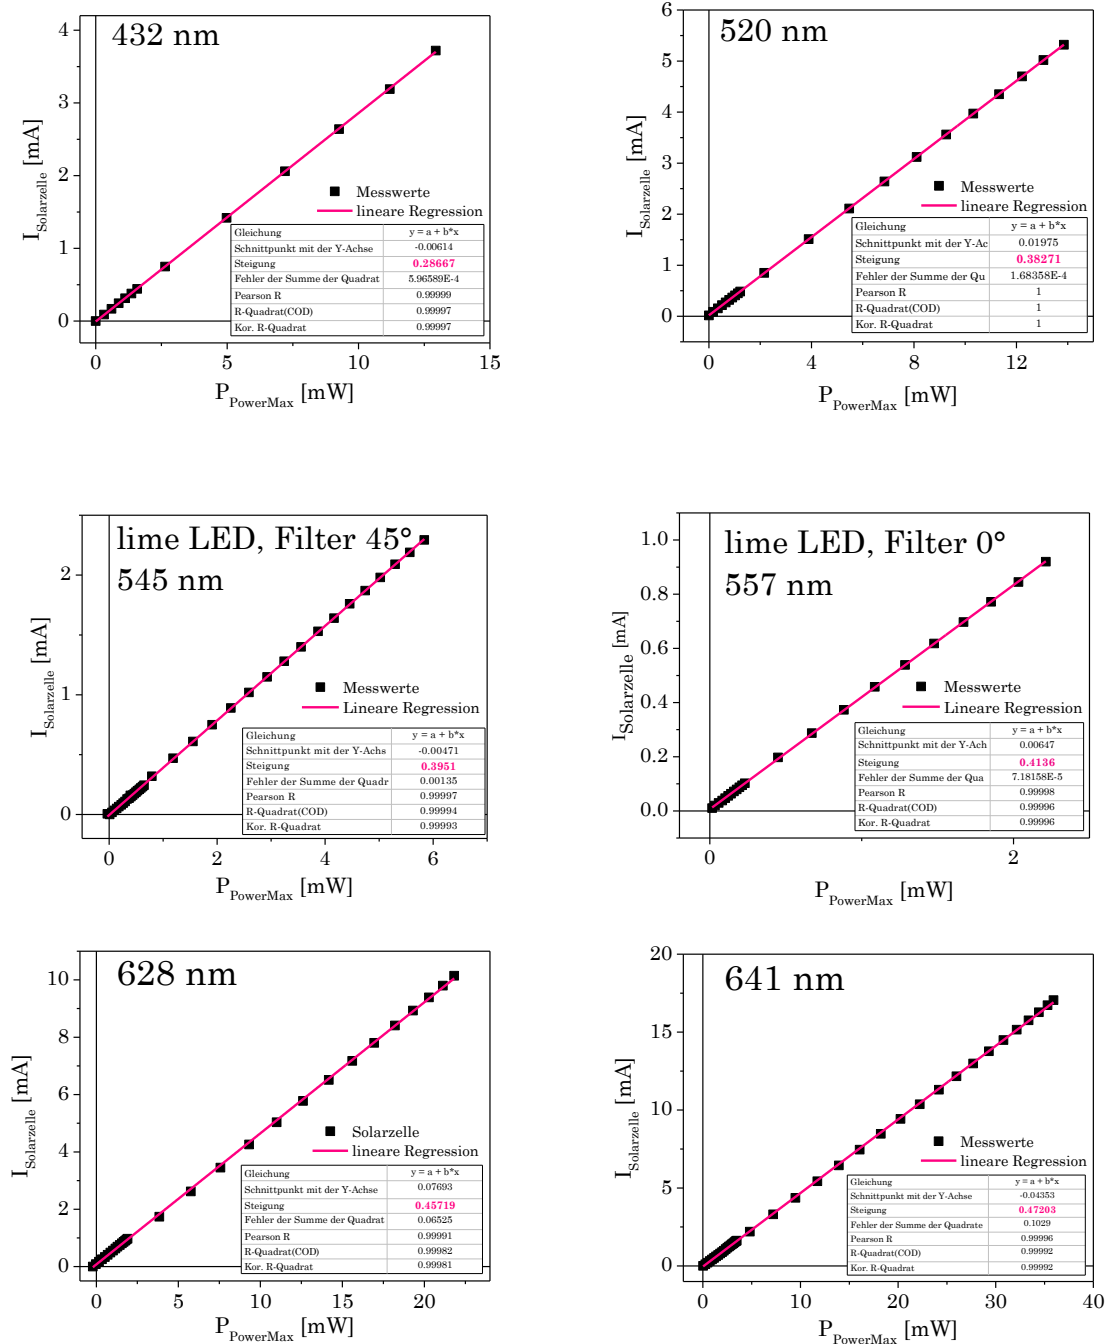 432 nm
4
3
2
1
0
0
5
10
15
I Solarzelle [mA]
P PowerMax [mW]
Messwerte
lineare Regression
Gleichung y = a + b*x
Schnittpunkt mit der Y-Achse -0.00614
Steigung 0.28667
Fehler der Summe der Quadrat 5.96589E-4
Pearson R 0.99999
R-Quadrat(COD) 0.99997
Kor. R-Quadrat 0.99997
520 nm
6
5
4
3
2
1
0
0
4
8
12
I Solarzelle [mA]
P PowerMax [mW]
Messwerte
lineare Regression
Gleichung y = a + b*x
Schnittpunkt mit der Y-Ac 0.01975
Steigung 0.38271
Fehler der Summe der Qu 1.68358E-4
Pearson R 1
R-Quadrat(COD) 1
Kor. R-Quadrat 1
lime LED, Filter 45°
545 nm
2
1
0
0
2
4
6
I Solarzelle [mA]
P PowerMax [mW]
Messwerte
Lineare Regression
Gleichung y = a + b*x
Schnittpunkt mit der Y-Achs -0.00471
Steigung 0.3951
Fehler der Summe der Quadr 0.00135
Pearson R 0.99997
R-Quadrat(COD) 0.99994
Kor. R-Quadrat 0.99993
lime LED, Filter 0°
557 nm
1.0
0.8
0.6
0.4
0.2
0.0
0
2
I Solarzelle [mA]
P PowerMax [mW]
Messwerte
Lineare Regression
Gleichung y = a + b*x
Schnittpunkt mit der Y-Ach 0.00647
Steigung 0.4136
Fehler der Summe der Qua 7.18158E-5
Pearson R 0.99998
R-Quadrat(COD) 0.99996
Kor. R-Quadrat 0.99996
628 nm
10
8
6
4
2
0
0
5
10
15
20
I Solarzelle [mA]
P PowerMax [mW]
Solarzelle
lineare Regression
Gleichung y = a + b*x
Schnittpunkt mit der Y-Achse 0.07693
Steigung 0.45719
Fehler der Summe der Quadrat 0.06525
Pearson R 0.99991
R-Quadrat(COD) 0.99982
Kor. R-Quadrat 0.99981
641 nm
20
15
10
5
0
0
10
20
30
40
I Solarzelle [mA]
P PowerMax [mW]
Messwerte
lineare Regression
Gleichung y = a + b*x
Schnittpunkt mit der Y-Achse -0.04353
Steigung 0.47203
Fehler der Summe der Quadrate 0.1029
Pearson R 0.99996
R-Quadrat(COD) 0.99992
Kor. R-Quadrat 0.99992